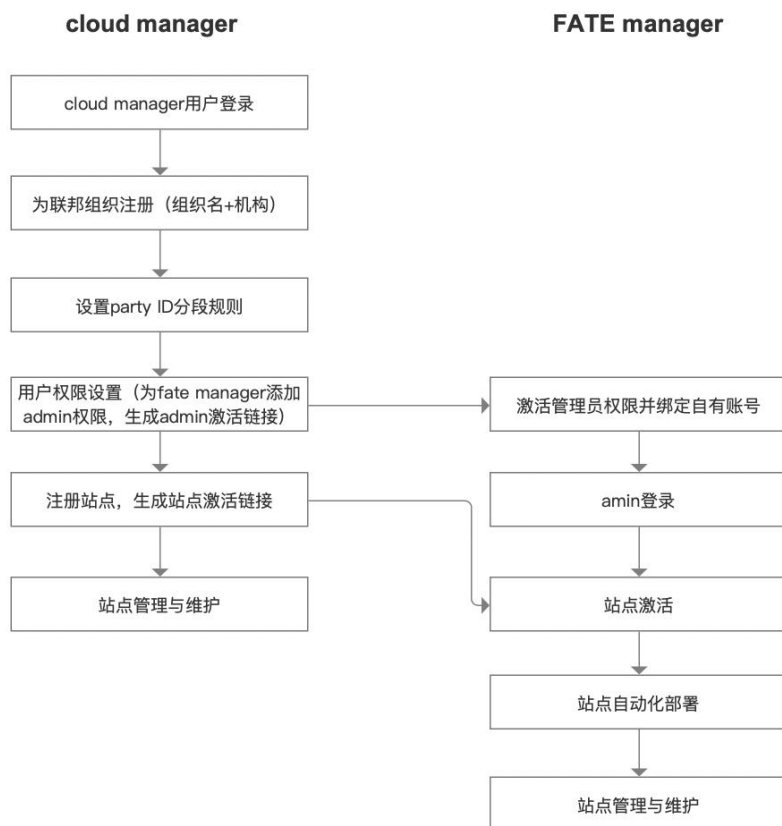 cloud manager
FATE manager
cloud manager用户登录
为联邦组织注册（组织名+机构）
设置party ID分段规则
用户权限设置（为fate manager添加
admin权限，生成admin激活链接）
激活管理员权限并绑定自有账号
注册站点，生成站点激活链接
amin登录
站点管理与维护
站点激活
站点自动化部署
站点管理与维护